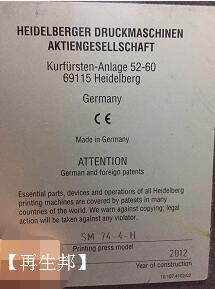 HEIDELBERGER DRUCKMASCHINEN
AKTIENGESELLSCHAFT
Kurfürsten-Anlage 52-60
69115 Heidelberg
Germany
CE
Made in Germany
ATTENTION
German and foreign patents
Essential parts, devices and operations of all Heidelberg
printing machines are covered by patents in many
countries of the world. We warn against copying; legal
action will be taken against any violator.
SM 74-4-H
Printing press model
2012
Year of construction
【再生邦】